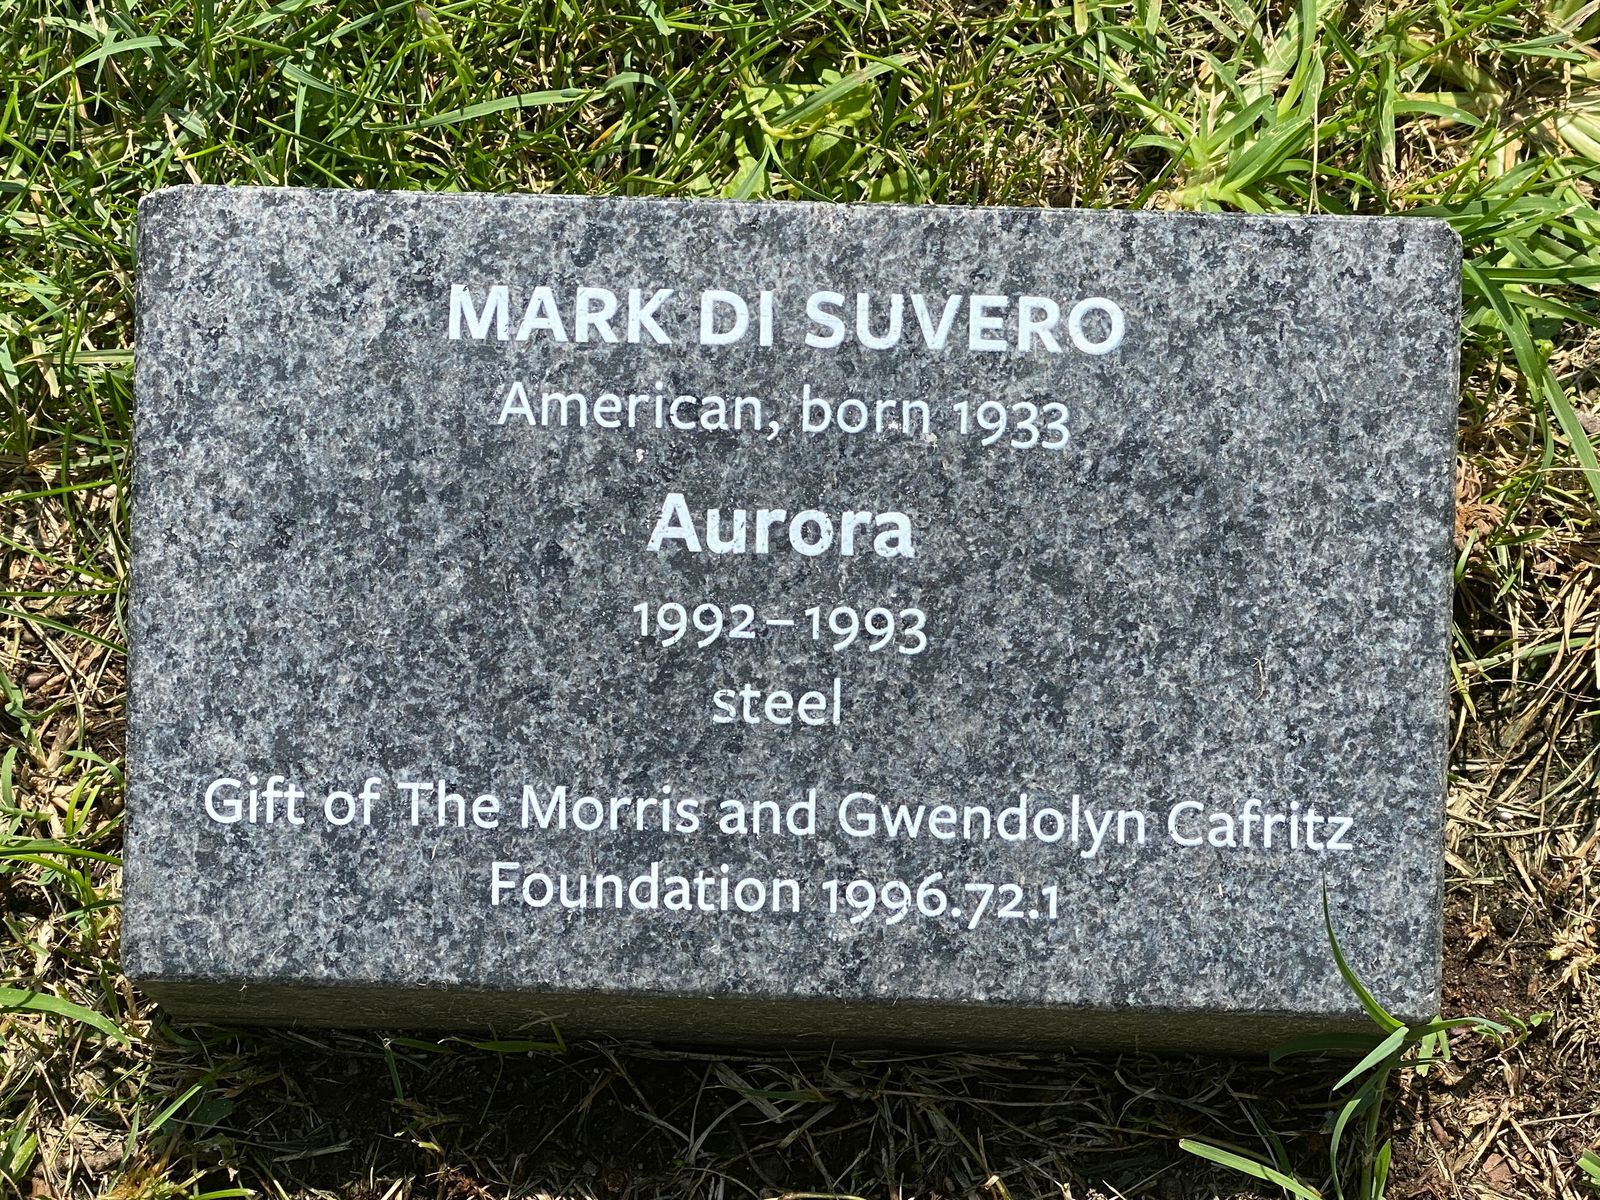 MARK DI SUVERO
American, born 1933
Aurora
1992–1993
steel
Gift of The Morris and Gwendolyn Cafritz
Foundation 1996.72.1